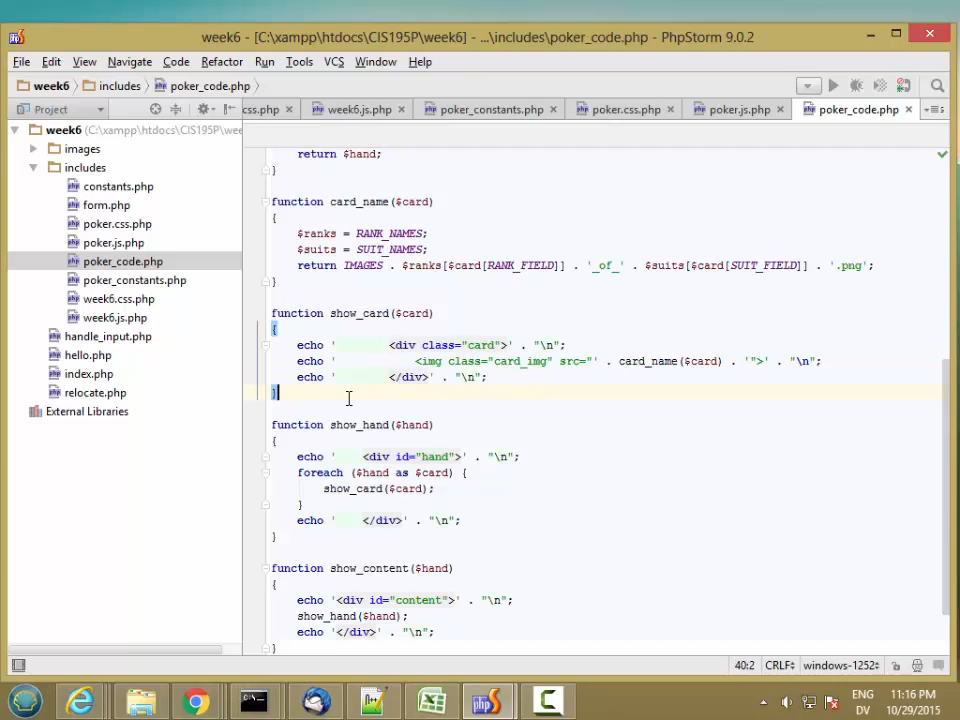 week6 - [C:\xampp\htdocs\CIS195P\week6] - ...\includes\poker_code.php - PhpStorm 9.0.2
File Edit View Navigate Code Refactor Run Tools VCS Window Help
week6 includes poker_code.php
Project css.php week6.js.php poker_constants.php poker.css.php poker.js.php poker_code.php
week6 (C:\xampp\htdocs\CIS195P\wee
images
includes
constants.php
form.php
poker.css.php
poker.js.php
poker_code.php
poker_constants.php
week6.css.php
week6.js.php
handle_input.php
hello.php
index.php
relocate.php
External Libraries
return $hand;
}
function card_name($card)
{
$ranks = RANK_NAMES;
$suits = SUIT_NAMES;
return IMAGES . $ranks[$card[RANK_FIELD]] . '_of_' . $suits[$card[SUIT_FIELD]] . '.png';
}
function show_card($card)
{
echo '        <div class="card">' . "\n";
echo '            <img class="card_img" src="' . card_name($card) . '">' . "\n";
echo '        </div>' . "\n";
}
function show_hand($hand)
{
echo '    <div id="hand">' . "\n";
foreach ($hand as $card) {
show_card($card);
}
echo '    </div>' . "\n";
}
function show_content($hand)
{
echo '<div id="content">' . "\n";
show_hand($hand);
echo '</div>' . "\n";
}
40:2 CRLF windows-1252
ENG 11:16 PM
DV 10/29/2015